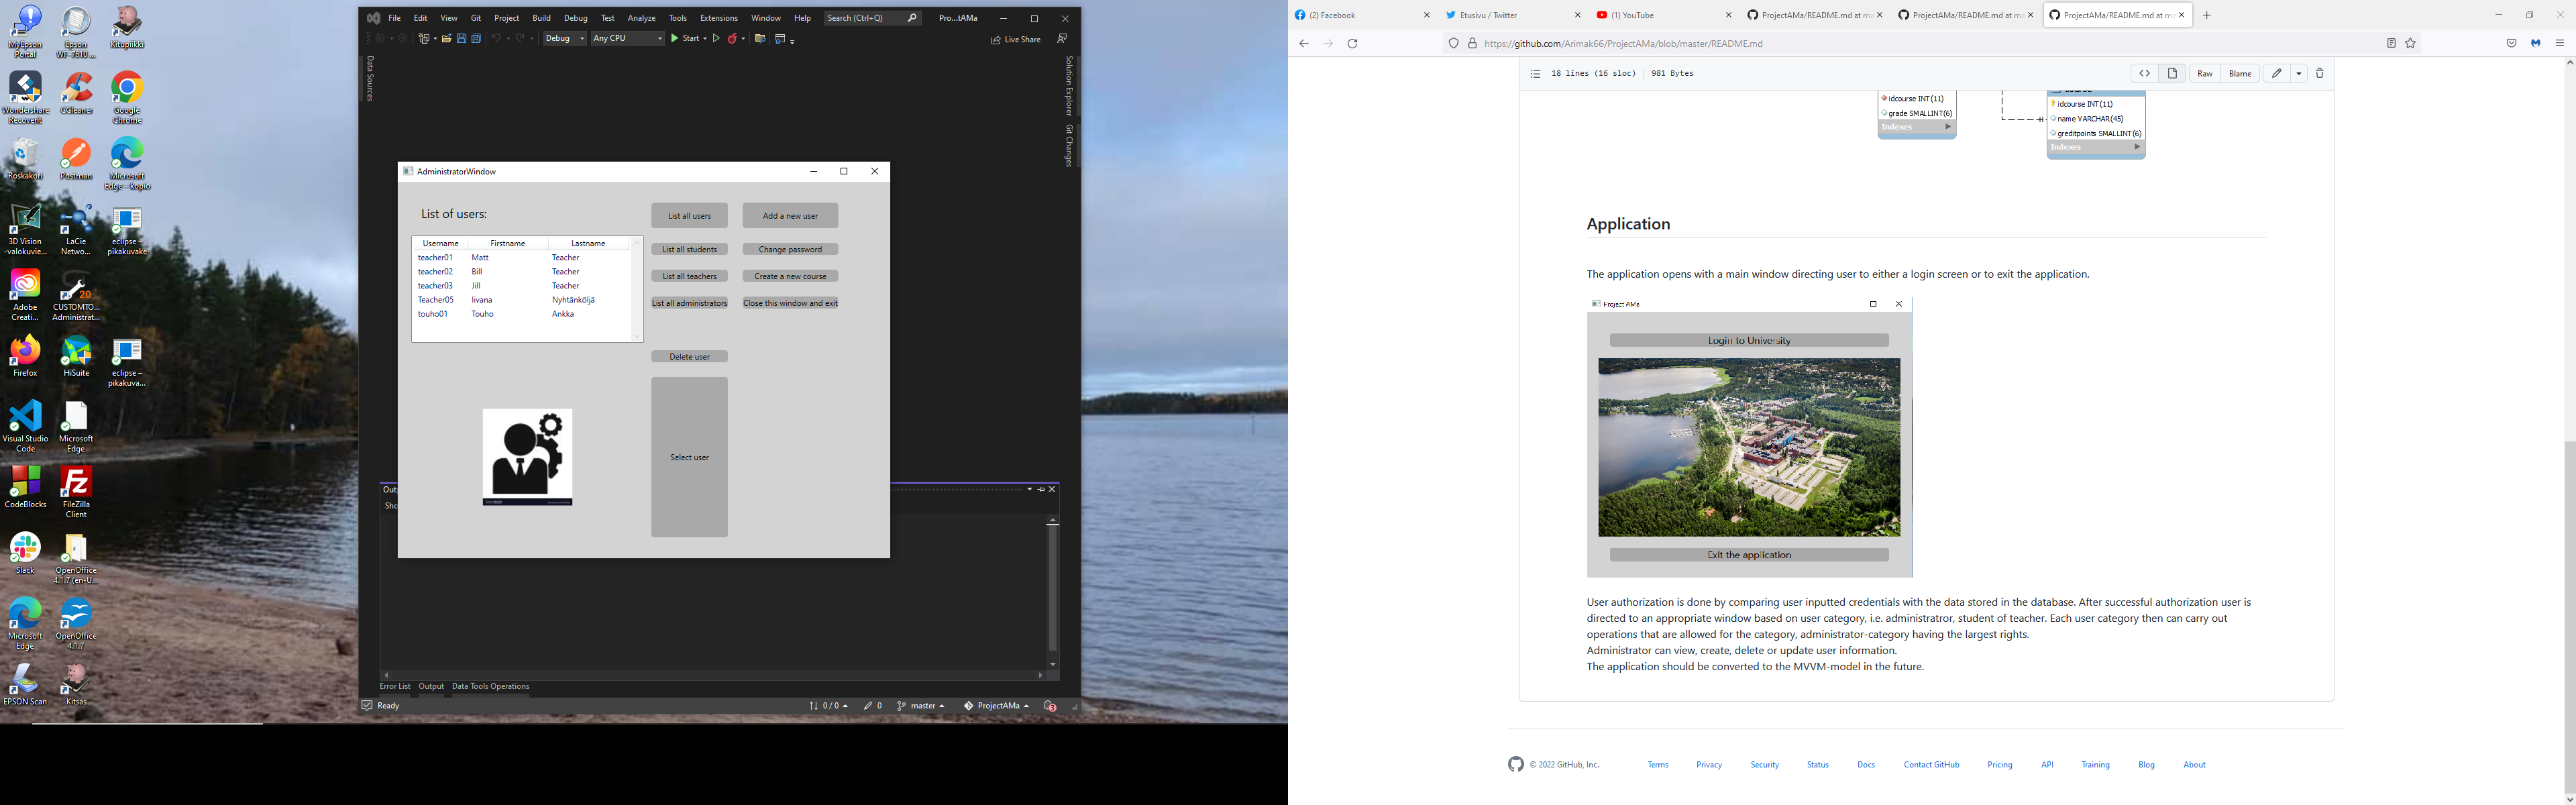 MyEpson Portal
Epson WF-7610 ...
Kitupiikki
Wondershare Recoverit
CCleaner
Google Chrome
Roskakori
Postman
Microsoft Edge - kopio
3D Vision -valokuvie...
LaCie Netwo...
eclipse – pikakuvake
Adobe Creati...
CUSTOMTO... Administrat...
Firefox
HiSuite
eclipse – pikakuva...
Visual Studio Code
Microsoft Edge
CodeBlocks
FileZilla Client
Slack
OpenOffice 4.1.7 (en-U...
Microsoft Edge
OpenOffice 4.1.7
EPSON Scan
Kitsas
File Edit View Git Project Build Debug Test Analyze Tools Extensions Window Help Search (Ctrl+Q) Pro...tAMa
Debug Any CPU Start Live Share
Data Sources
Solution Explorer
Git Changes
AdministratorWindow
List of users:
List all users Add a new user
Username Firstname Lastname
List all students Change password
teacher01 Matt Teacher
teacher02 Bill Teacher
List all teachers Create a new course
teacher03 Jill Teacher
Teacher05 Iivana Nyhtänköljä
List all administrators Close this window and exit
touho01 Touho Ankka
Delete user
Select user
Outp
Sho
Error List Output Data Tools Operations
Ready 0 / 0 0 master ProjectAMa 3
(2) Facebook
Etusivu / Twitter
(1) YouTube
ProjectAMa/README.md at ma
ProjectAMa/README.md at ma
ProjectAMa/README.md at ma
https://github.com/Arimak66/ProjectAMa/blob/master/README.md
18 lines (16 sloc) 981 Bytes
Raw Blame
idcourse INT(11)
grade SMALLINT(6)
Indexes
idcourse INT(11)
name VARCHAR(45)
greditpoints SMALLINT(6)
Indexes
Application
The application opens with a main window directing user to either a login screen or to exit the application.
Project AMa
Login to University
Exit the application
User authorization is done by comparing user inputted credentials with the data stored in the database. After successful authorization user is
directed to an appropriate window based on user category, i.e. administratror, student of teacher. Each user category then can carry out
operations that are allowed for the category, administrator-category having the largest rights.
Administrator can view, create, delete or update user information.
The application should be converted to the MVVM-model in the future.
© 2022 GitHub, Inc. Terms Privacy Security Status Docs Contact GitHub Pricing API Training Blog About